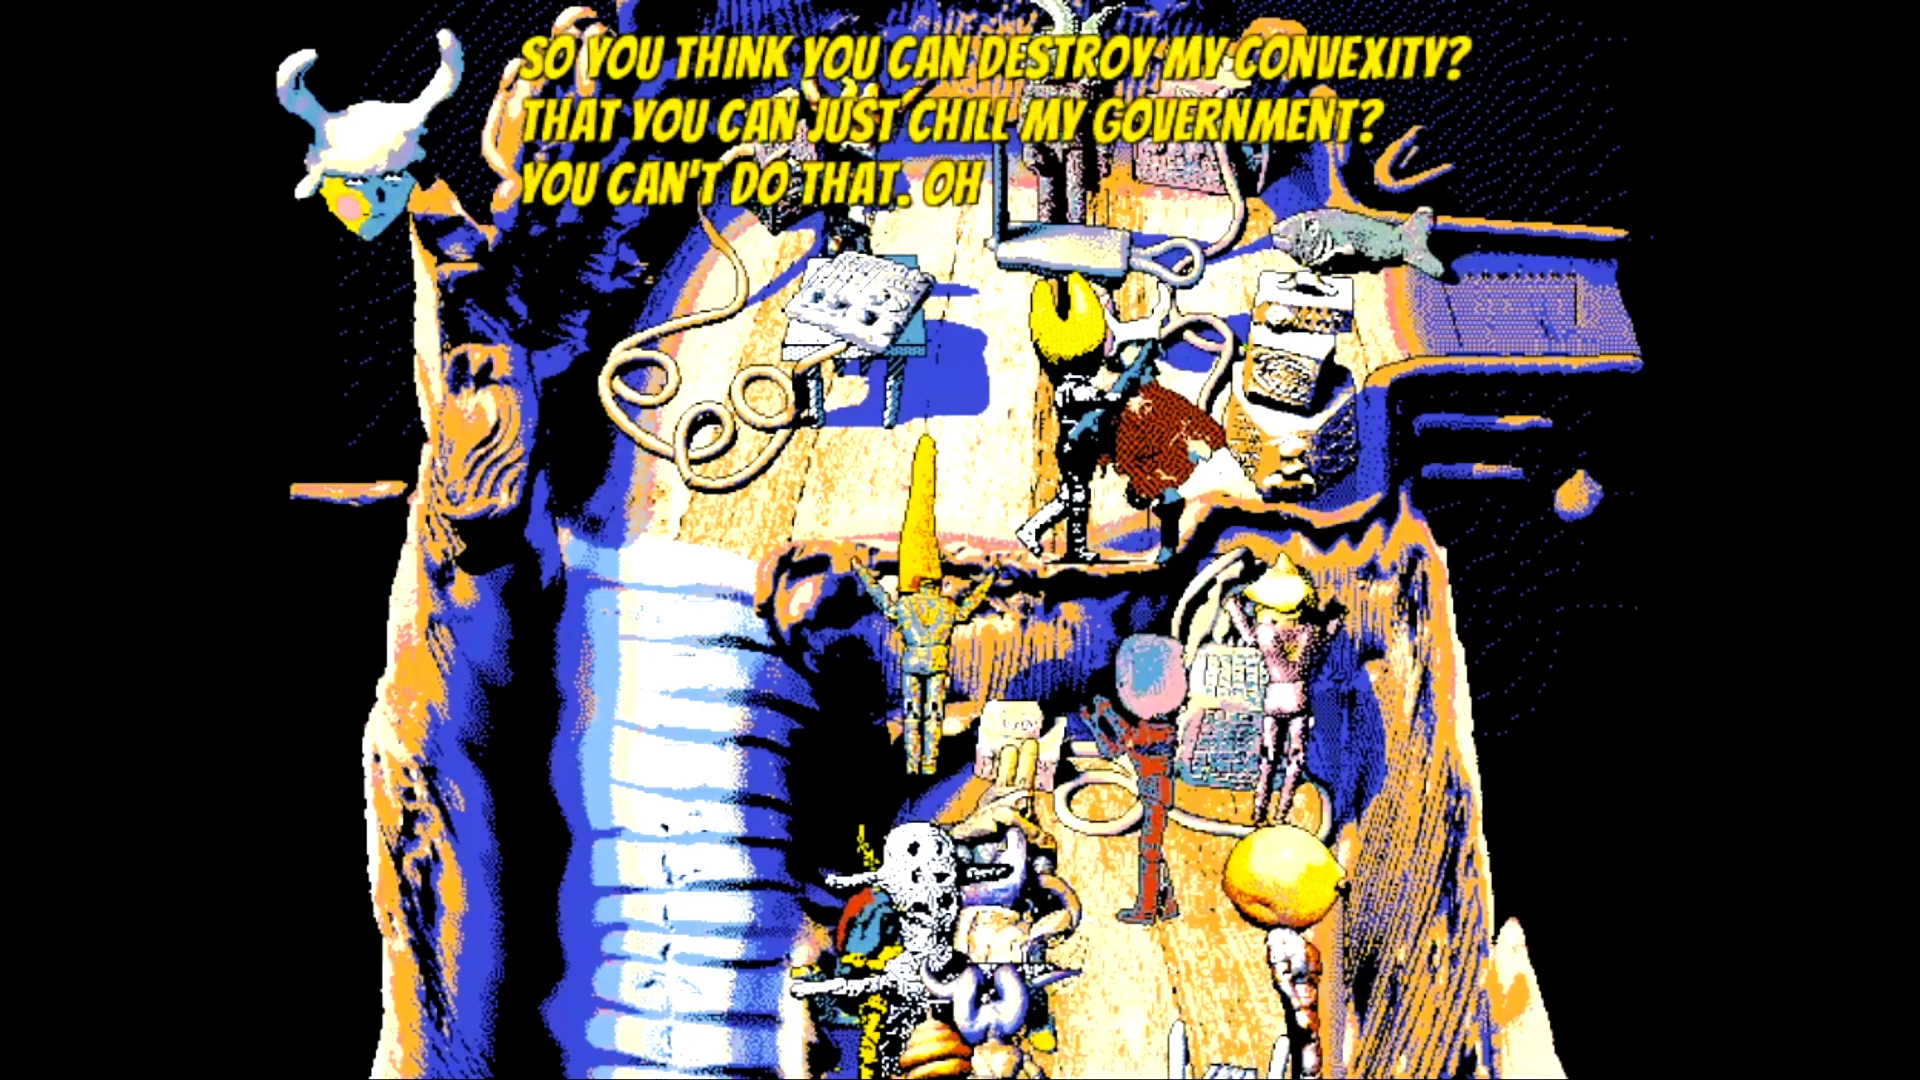 SO YOU THINK YOU CAN DESTROY MY CONVEXITY?
THAT YOU CAN JUST CHILL MY GOVERNMENT?
YOU CAN'T DO THAT. OH